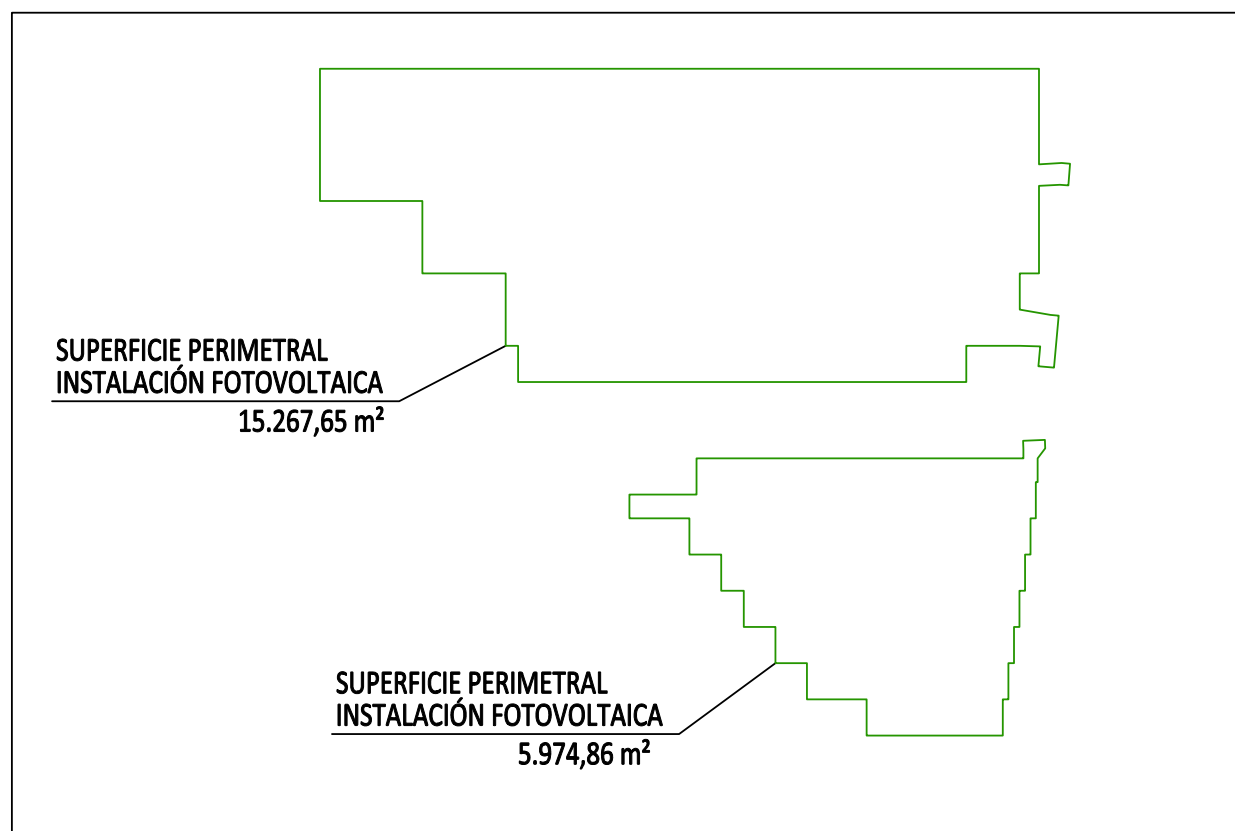 SUPERFICIE PERIMETRAL
INSTALACIÓN FOTOVOLTAICA
15.267,65 m²
SUPERFICIE PERIMETRAL
INSTALACIÓN FOTOVOLTAICA
5.974,86 m²